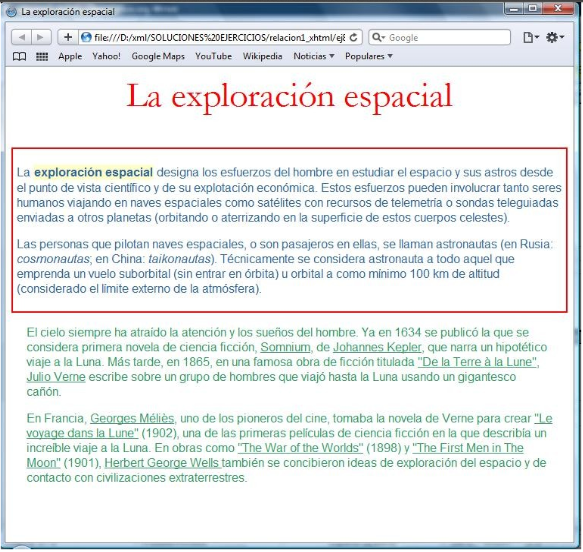 La exploración espacial
file:///D:/xml/SOLUCIONES%20EJERCICIOS/relacion1_xhtml/ej8
Google
Apple Yahoo! Google Maps YouTube Wikipedia Noticias Populares
La exploración espacial
La exploración espacial designa los esfuerzos del hombre en estudiar el espacio y sus astros desde
el punto de vista científico y de su explotación económica. Estos esfuerzos pueden involucrar tanto seres
humanos viajando en naves espaciales como satélites con recursos de telemetría o sondas teleguiadas
enviadas a otros planetas (orbitando o aterrizando en la superficie de estos cuerpos celestes).
Las personas que pilotan naves espaciales, o son pasajeros en ellas, se llaman astronautas (en Rusia:
cosmonautas; en China: taikonautas). Técnicamente se considera astronauta a todo aquel que
emprenda un vuelo suborbital (sin entrar en órbita) u orbital a como mínimo 100 km de altitud
(considerado el límite externo de la atmósfera).
El cielo siempre ha atraído la atención y los sueños del hombre. Ya en 1634 se publicó la que se
considera primera novela de ciencia ficción, Somnium, de Johannes Kepler, que narra un hipotético
viaje a la Luna. Más tarde, en 1865, en una famosa obra de ficción titulada "De la Terre à la Lune",
Julio Verne escribe sobre un grupo de hombres que viajó hasta la Luna usando un gigantesco
cañón.
En Francia, Georges Méliès, uno de los pioneros del cine, tomaba la novela de Verne para crear "Le
voyage dans la Lune" (1902), una de las primeras películas de ciencia ficción en la que describía un
increíble viaje a la Luna. En obras como "The War of the Worlds" (1898) y "The First Men in The
Moon" (1901), Herbert George Wells también se concibieron ideas de exploración del espacio y de
contacto con civilizaciones extraterrestres.